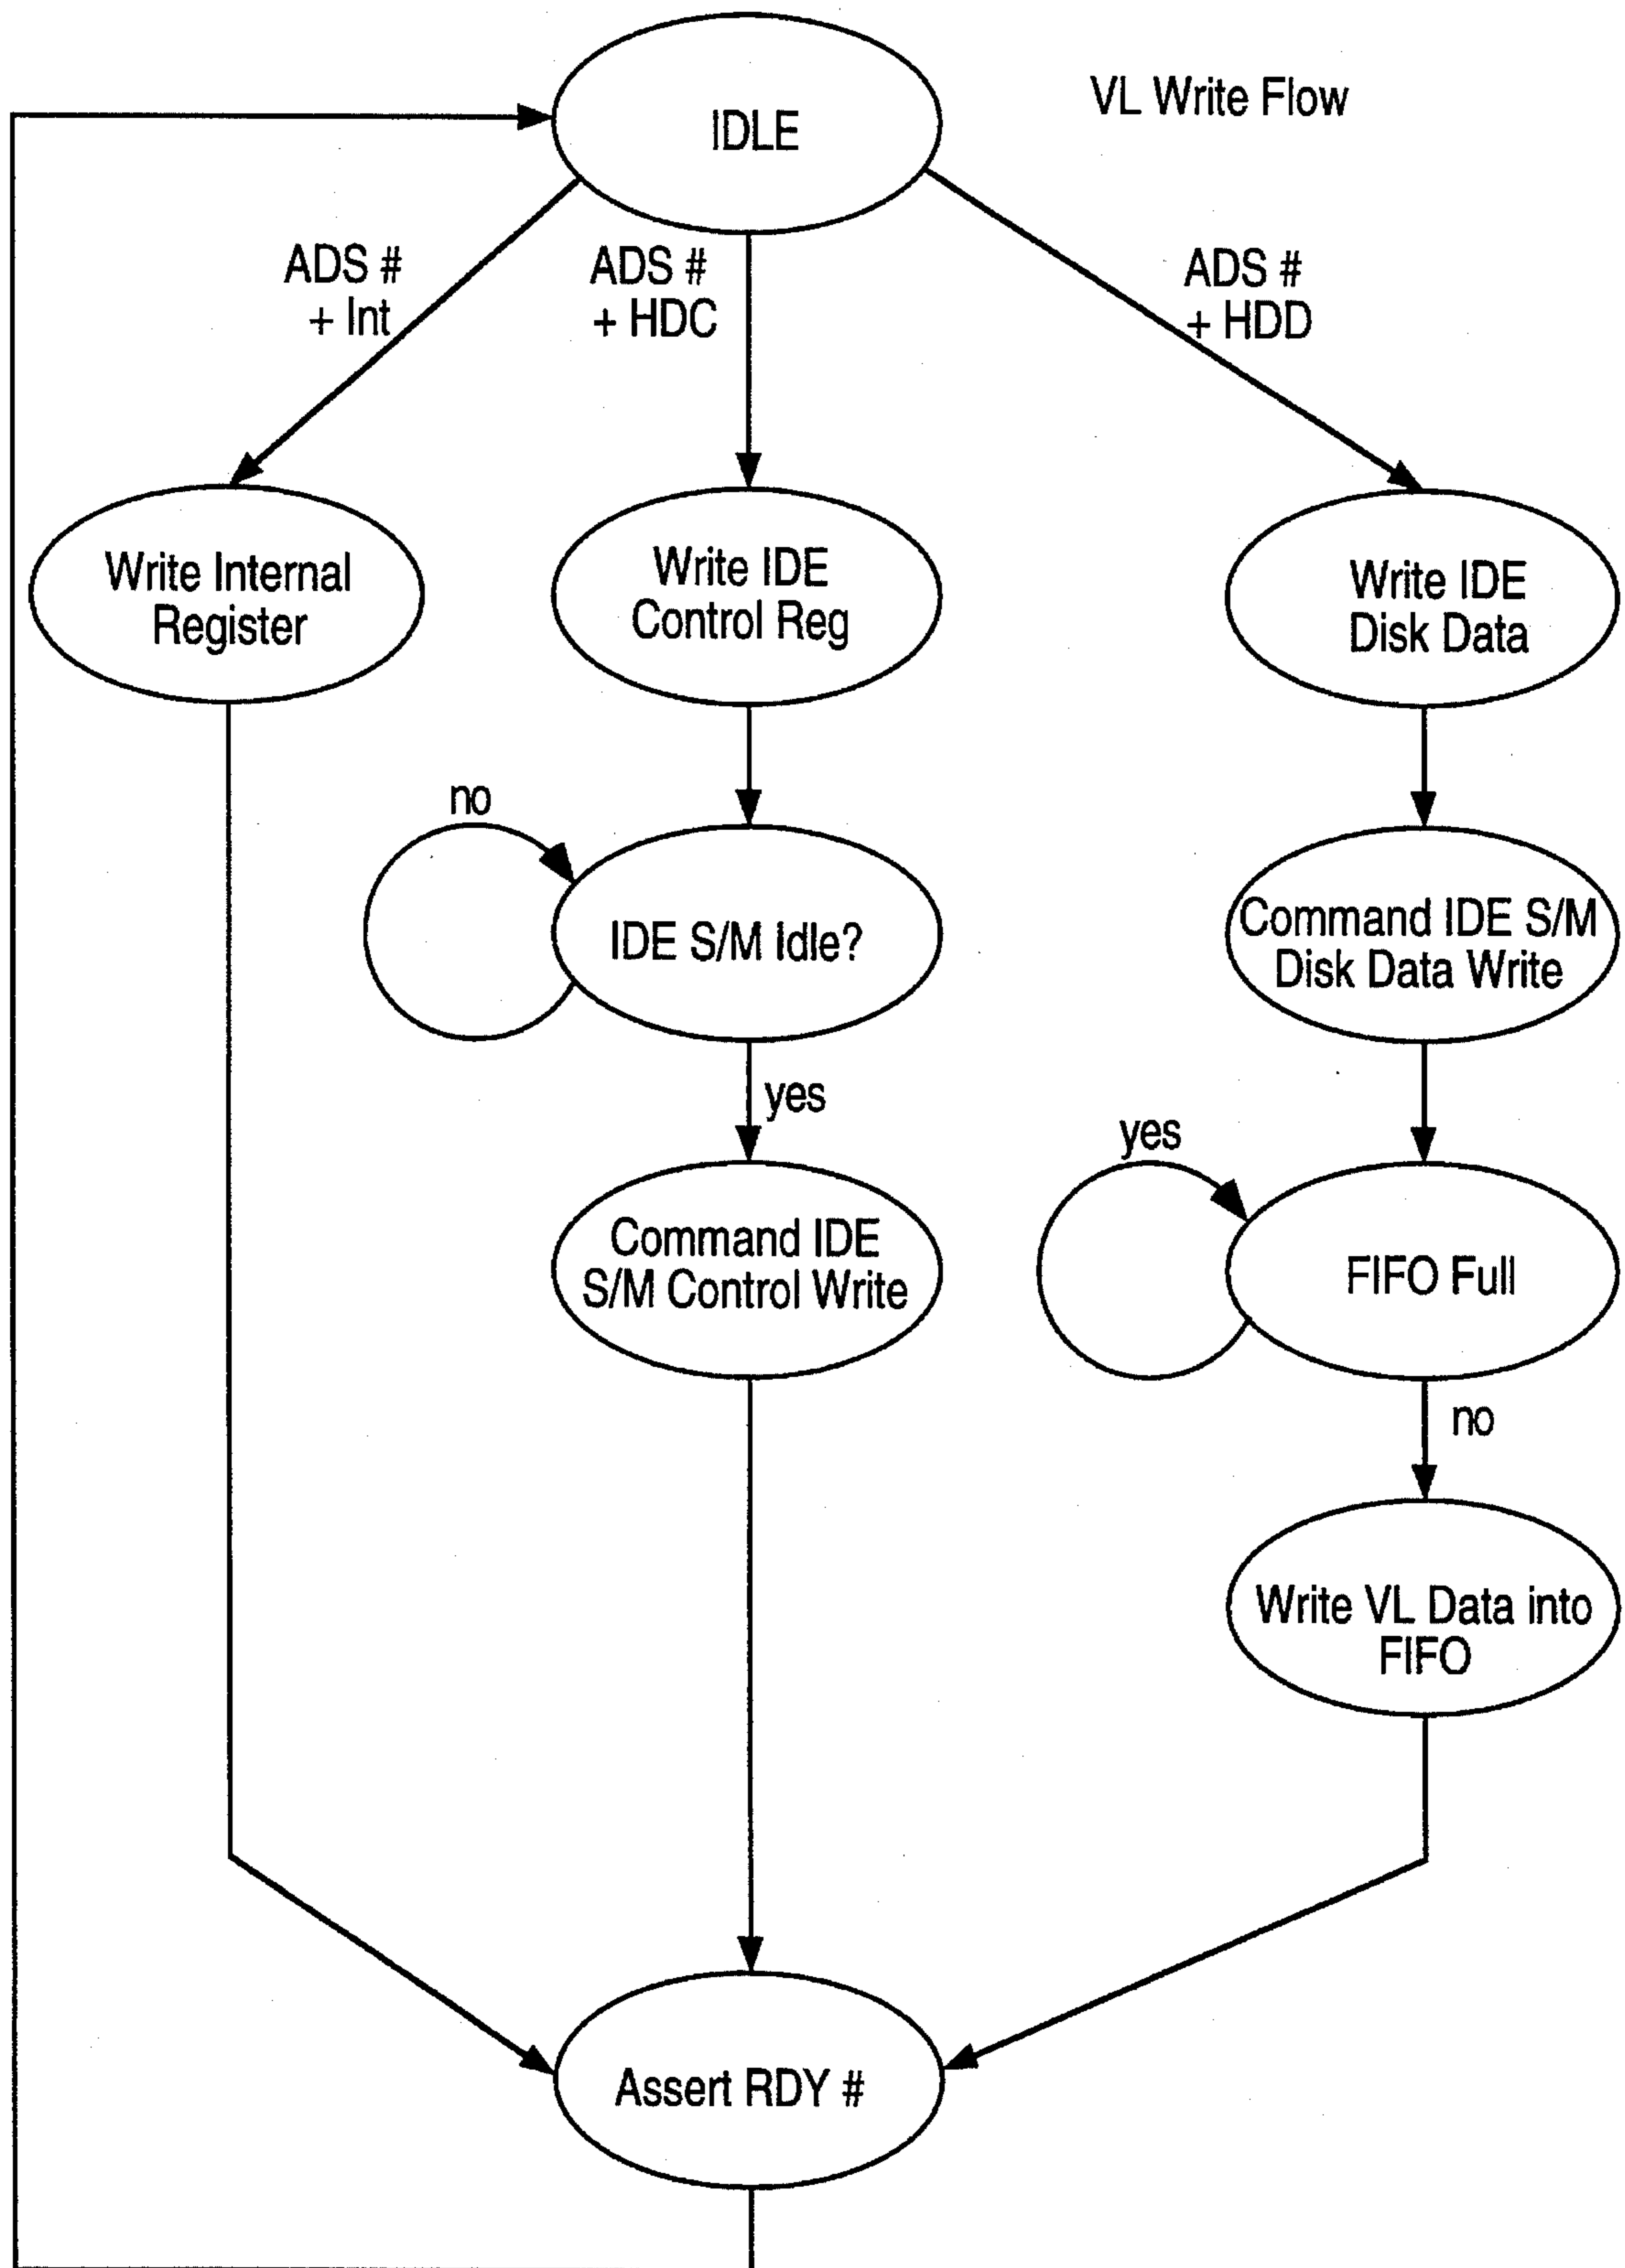 IDLE
VL Write Flow
ADS #
+ Int
ADS #
+ HDC
ADS #
+ HDD
Write Internal
Register
Write IDE
Control Reg
Write IDE
Disk Data
no
IDE S/M Idle?
Command IDE S/M
Disk Data Write
yes
yes
Command IDE
S/M Control Write
FIFO Full
no
Write VL Data into
FIFO
Assert RDY #